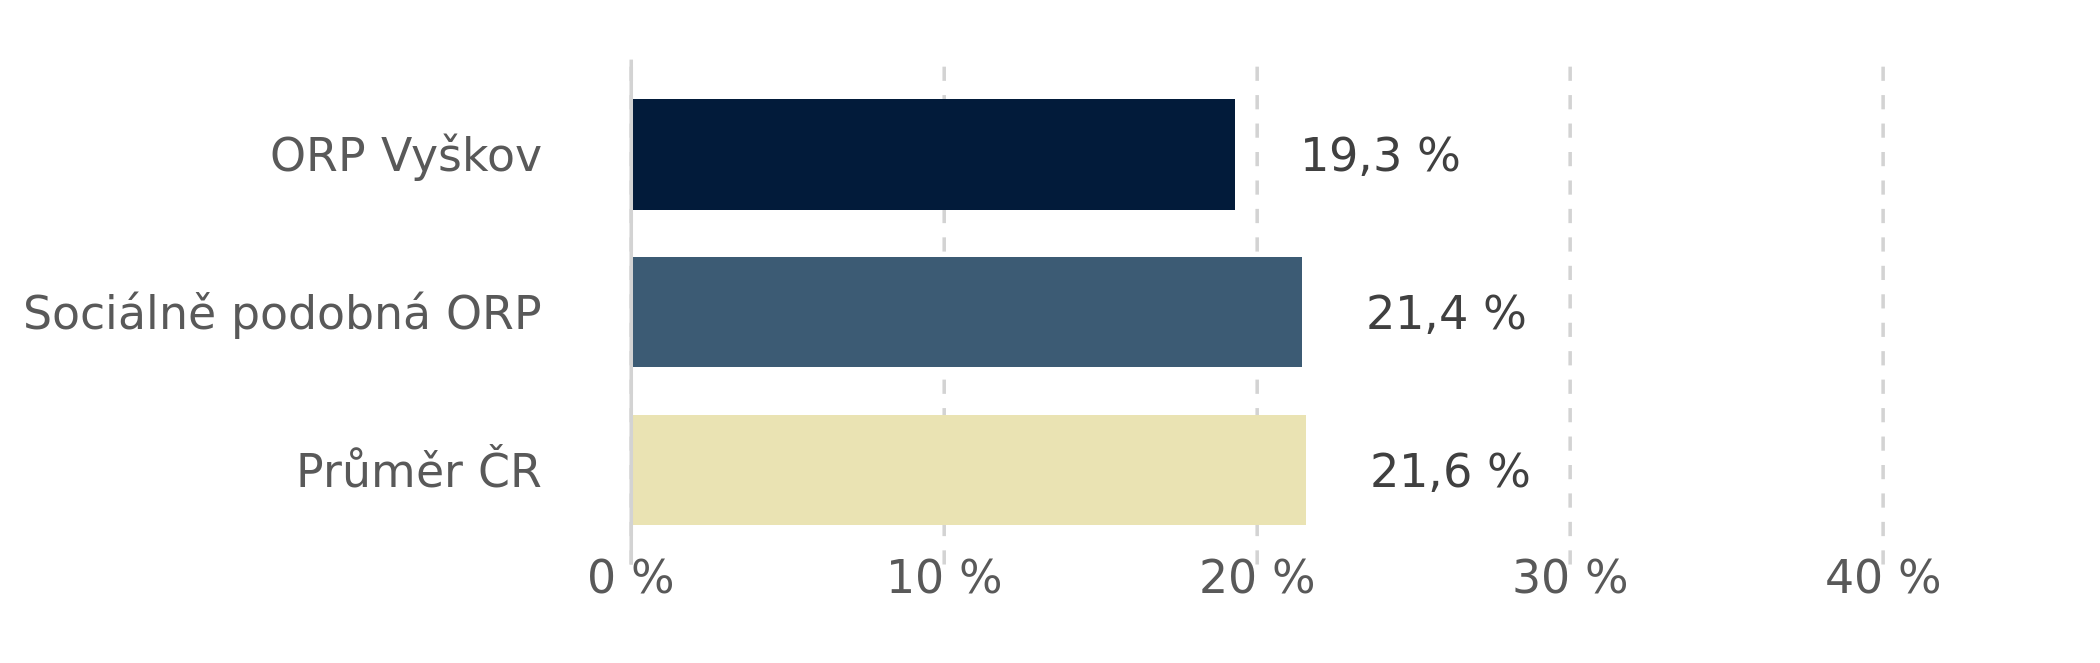 ORP Vyškov
19,3 %
Sociálně podobná ORP
21,4 %
Průměr ČR
21,6 %
0 % 10 % 20 % 30 % 40 %